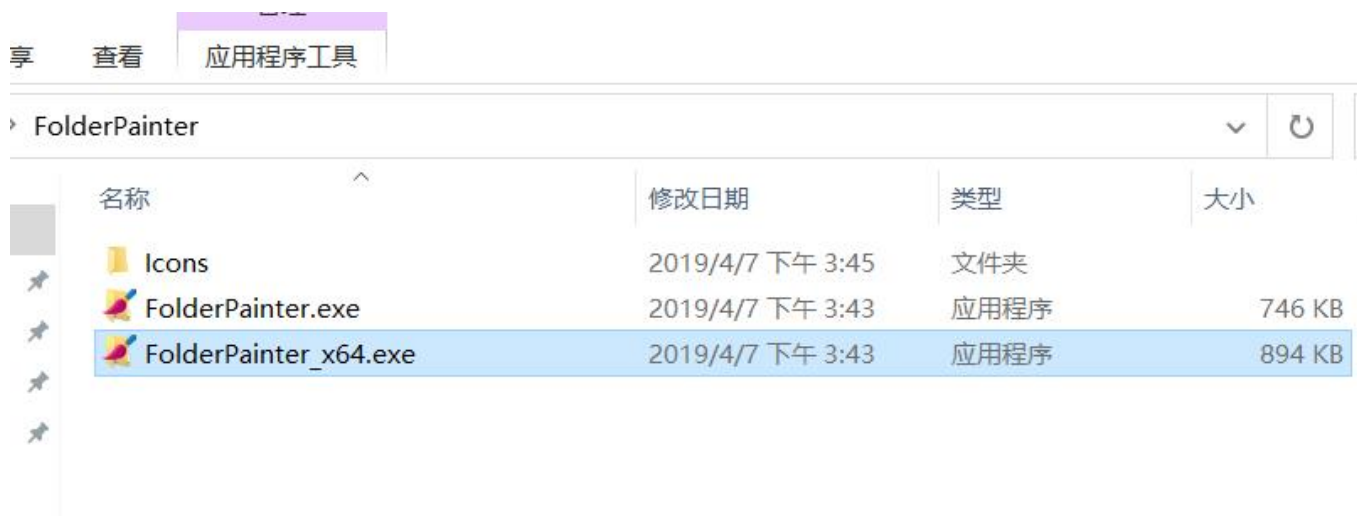 享 查看 应用程序工具
FolderPainter
名称 修改日期 类型 大小
Icons 2019/4/7 下午 3:45 文件夹
FolderPainter.exe 2019/4/7 下午 3:43 应用程序 746 KB
FolderPainter_x64.exe 2019/4/7 下午 3:43 应用程序 894 KB